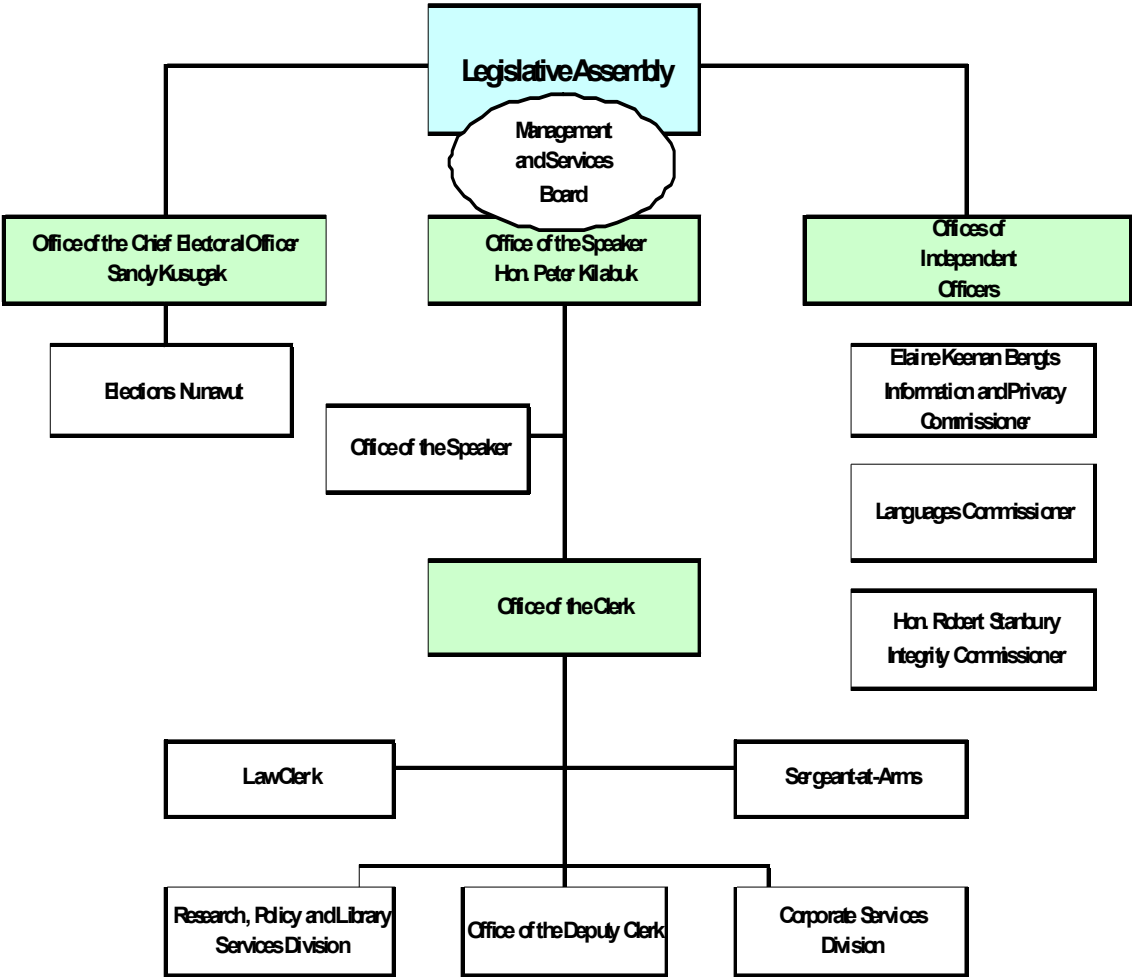 Legislative Assembly
Management
and Services
Board
Office of the Chief Electoral Officer
Sandy Kusugak
Office of the Speaker
Hon. Peter Kilabuk
Offices of
Independent
Officers
Elections Nunavut
Elaine Keenan Bengts
Information and Privacy
Commissioner
Office of the Speaker
Languages Commissioner
Office of the Clerk
Hon. Robert Stanbury
Integrity Commissioner
Law Clerk
Sergeant-at-Arms
Research, Policy and Library
Services Division
Office of the Deputy Clerk
Corporate Services
Division